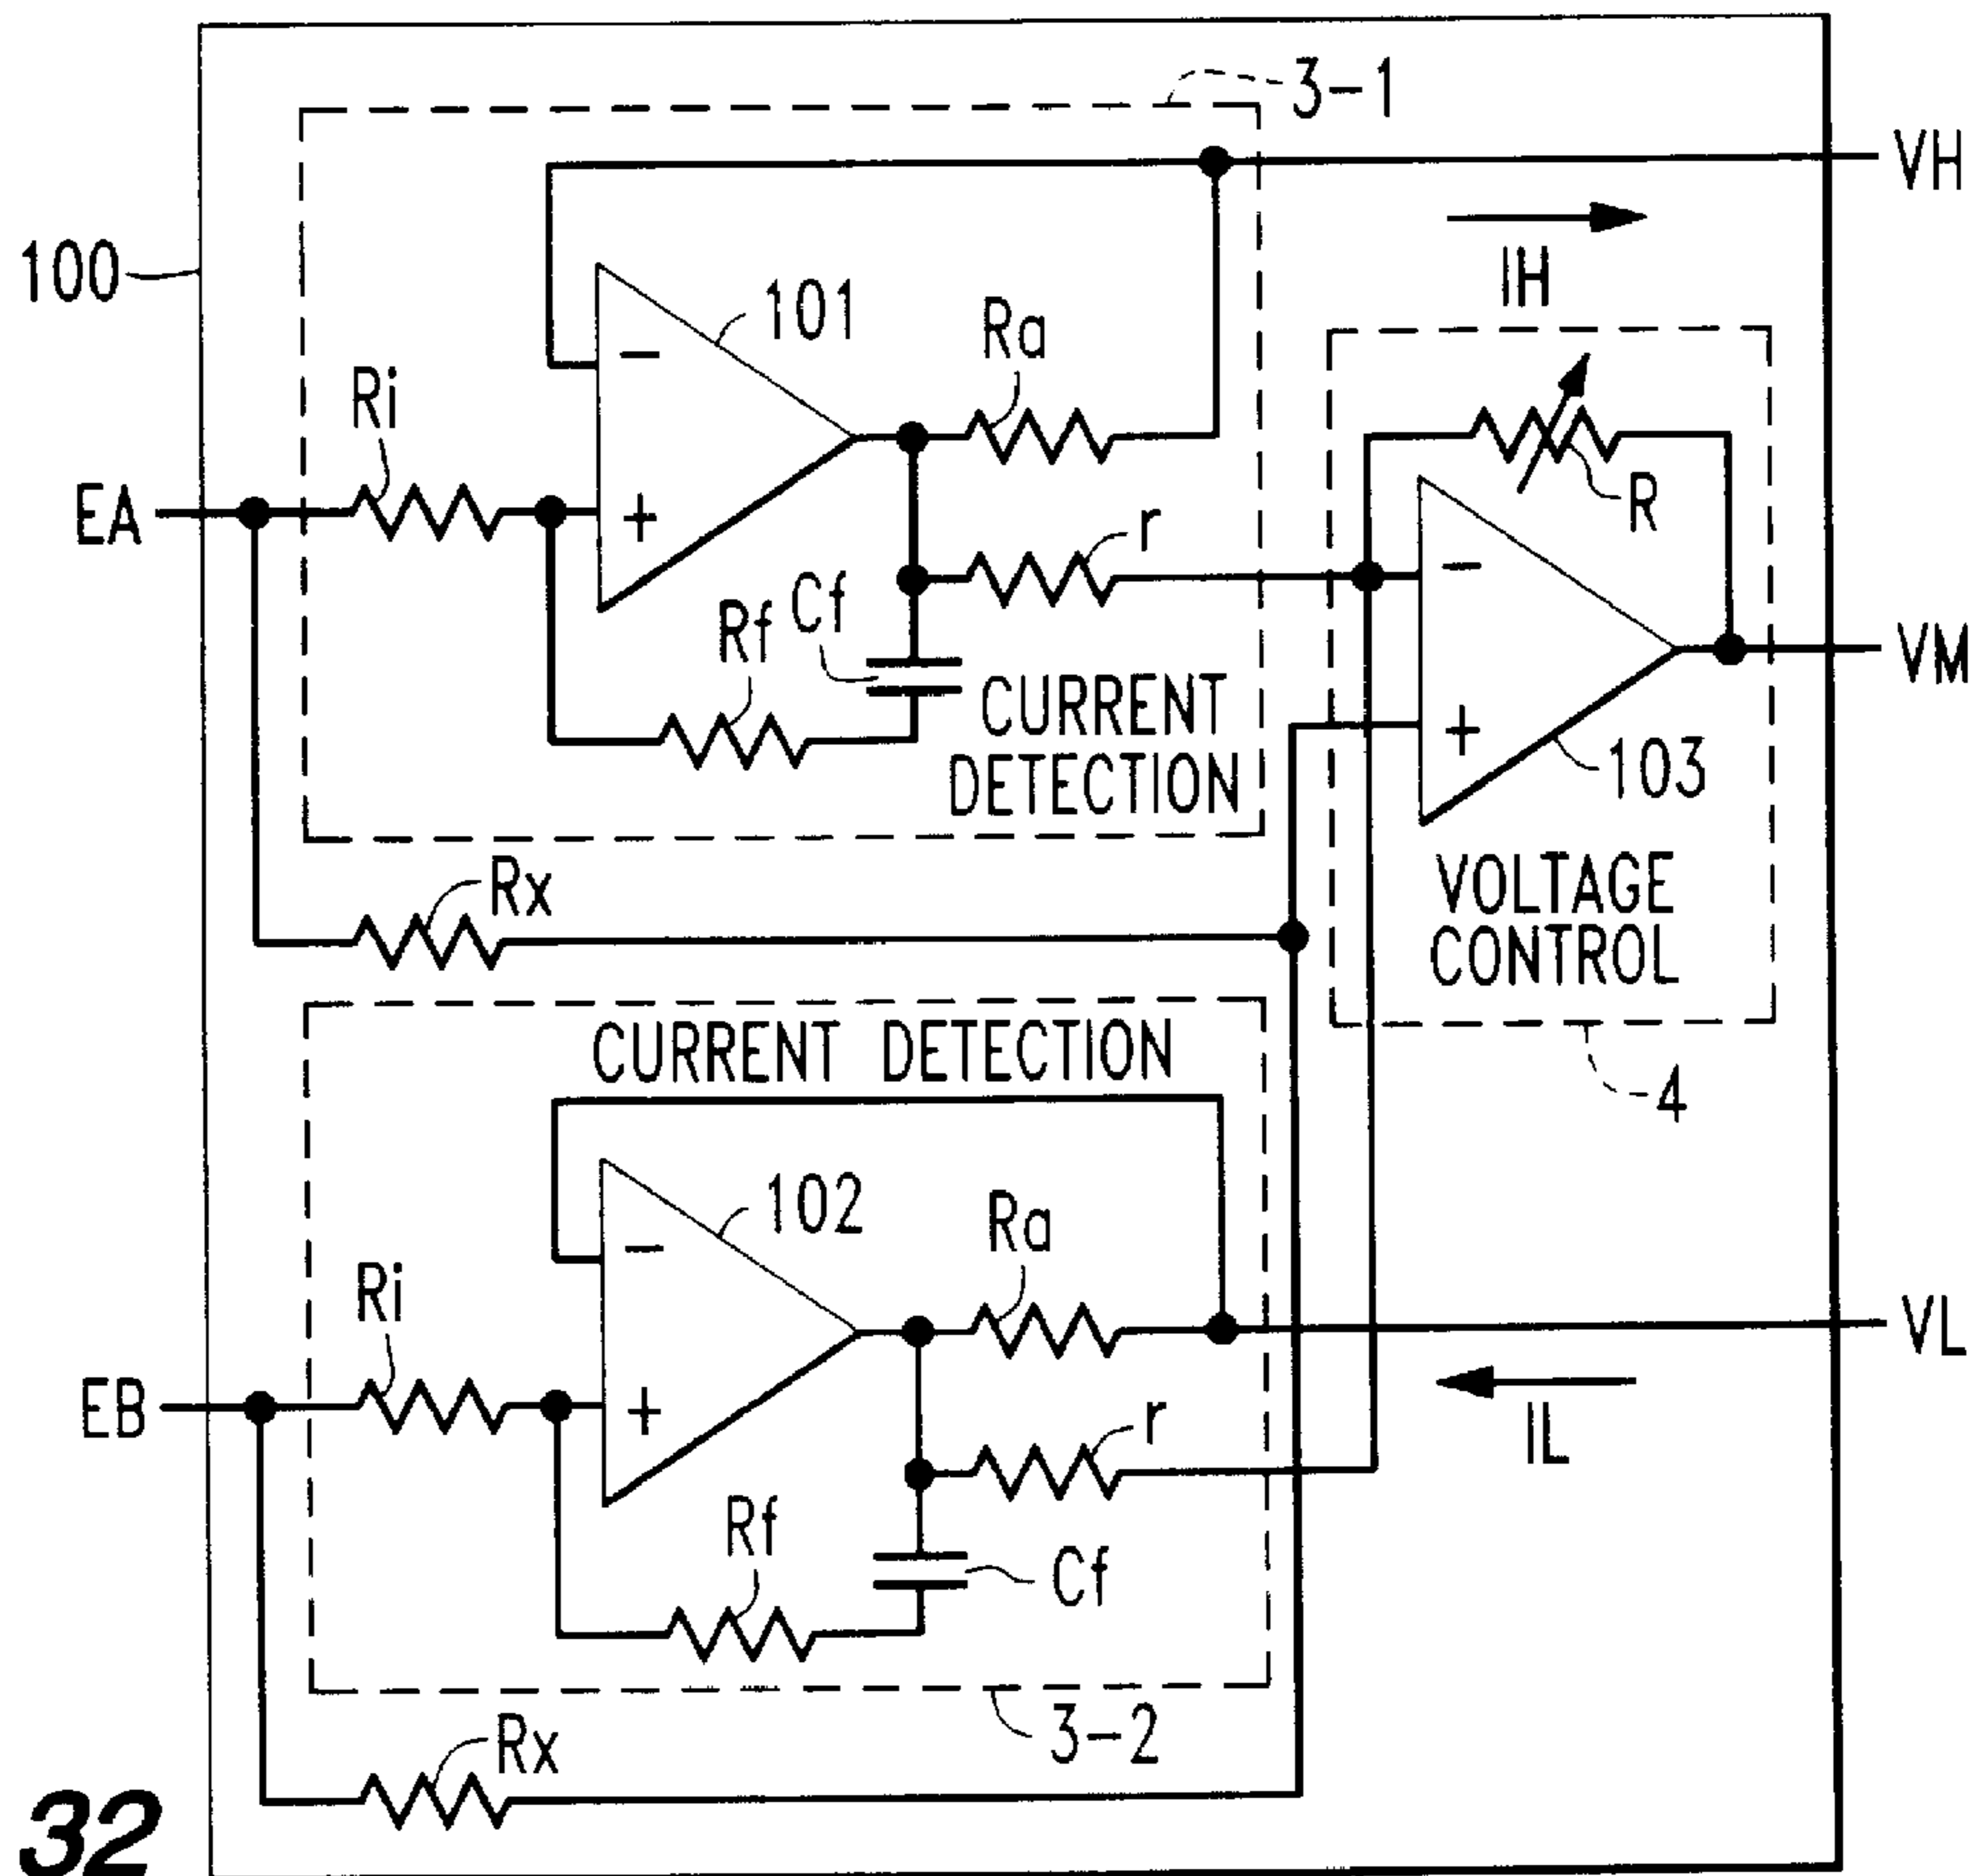 3-1
VH
100
IH
101
Ra
Ri
R
EA
+
−
r
−
Cf
Rf
VM
CURRENT
DETECTION
+
103
Rx
VOLTAGE
CONTROL
CURRENT DETECTION
4
102
Ra
−
Ri
VL
EB
+
r
IL
Rf
Cf
3-2
Rx
32